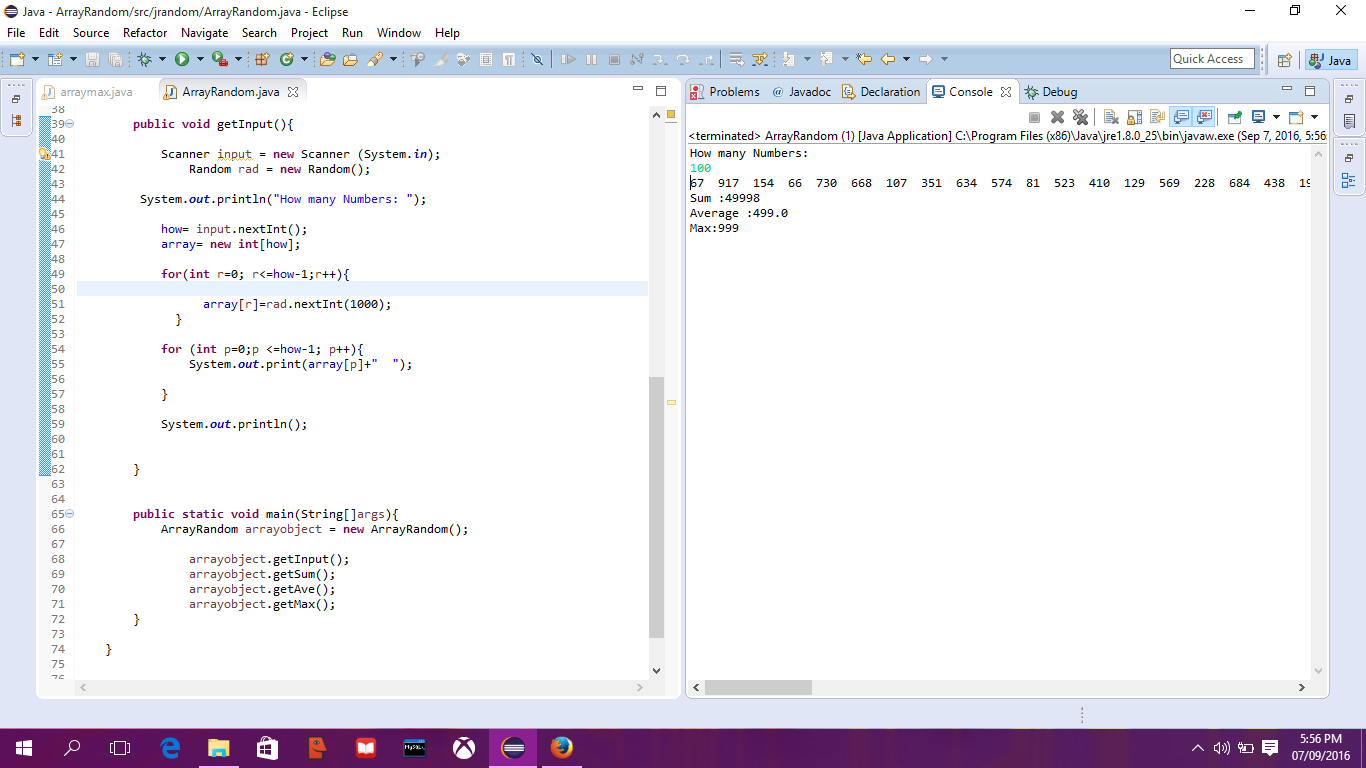 Java - ArrayRandom/src/jrandom/ArrayRandom.java - Eclipse
File Edit Source Refactor Navigate Search Project Run Window Help
Quick Access Java
arraymax.java ArrayRandom.java
38
39 public void getInput(){
40
41 Scanner input = new Scanner (System.in);
42 Random rad = new Random();
43
44 System.out.println("How many Numbers: ");
45
46 how= input.nextInt();
47 array= new int[how];
48
49 for(int r=0; r<=how-1;r++){
50
51 array[r]=rad.nextInt(1000);
52 }
53
54 for (int p=0;p <=how-1; p++){
55 System.out.print(array[p]+"  ");
56
57 }
58
59 System.out.println();
60
61
62 }
63
64
65 public static void main(String[]args){
66 ArrayRandom arrayobject = new ArrayRandom();
67
68 arrayobject.getInput();
69 arrayobject.getSum();
70 arrayobject.getAve();
71 arrayobject.getMax();
72 }
73
74 }
75
76
Problems @ Javadoc Declaration Console Debug
<terminated> ArrayRandom (1) [Java Application] C:\Program Files (x86)\Java\jre1.8.0_25\bin\javaw.exe (Sep 7, 2016, 5:56:
How many Numbers:
100
67  917  154  66  730  668  107  351  634  574  81  523  410  129  569  228  684  438  19
Sum :49998
Average :499.0
Max:999
MySQL
5:56 PM
07/09/2016